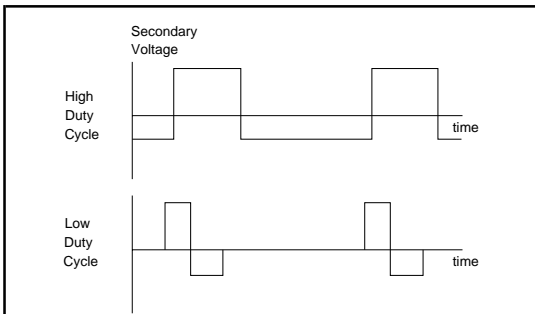 Secondary
Voltage
High
Duty
Cycle
time
Low
Duty
Cycle
time